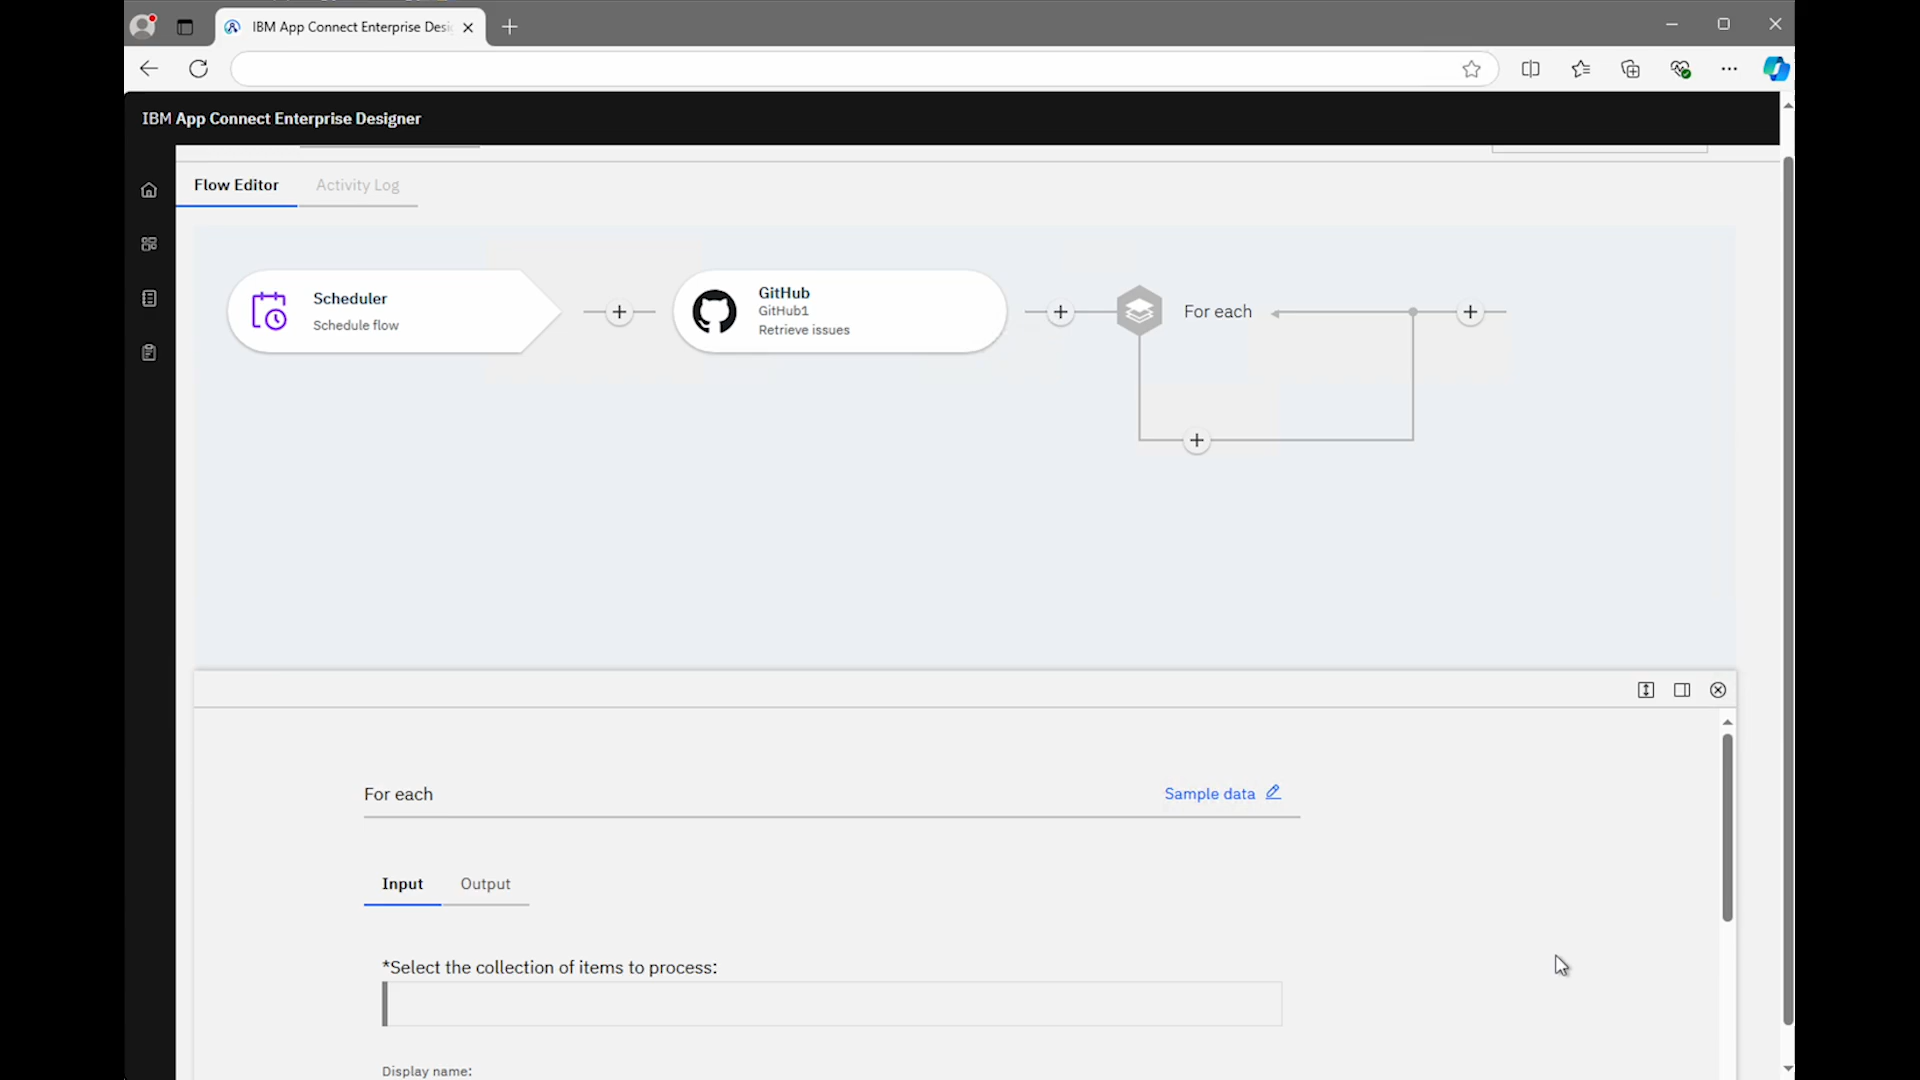 IBM App Connect Enterprise Desi
IBM App Connect Enterprise Designer
Flow Editor
Activity Log
Scheduler
Schedule flow
GitHub
GitHub1
Retrieve issues
For each
For each
Sample data
Input
Output
*Select the collection of items to process:
Display name: